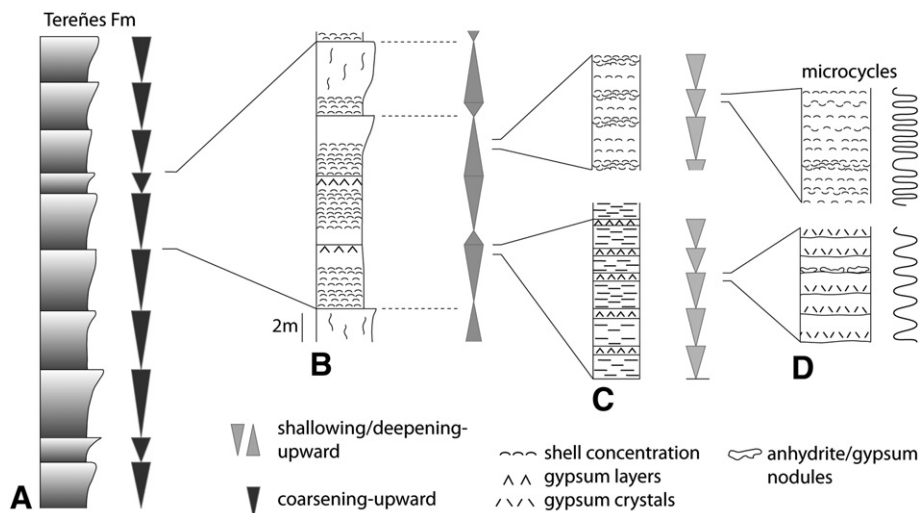 Tereñes Fm
microcycles
2m
A
B
C
D
shallowing/deepening-
upward
coarsening-upward
shell concentration
gypsum layers
gypsum crystals
anhydrite/gypsum
nodules